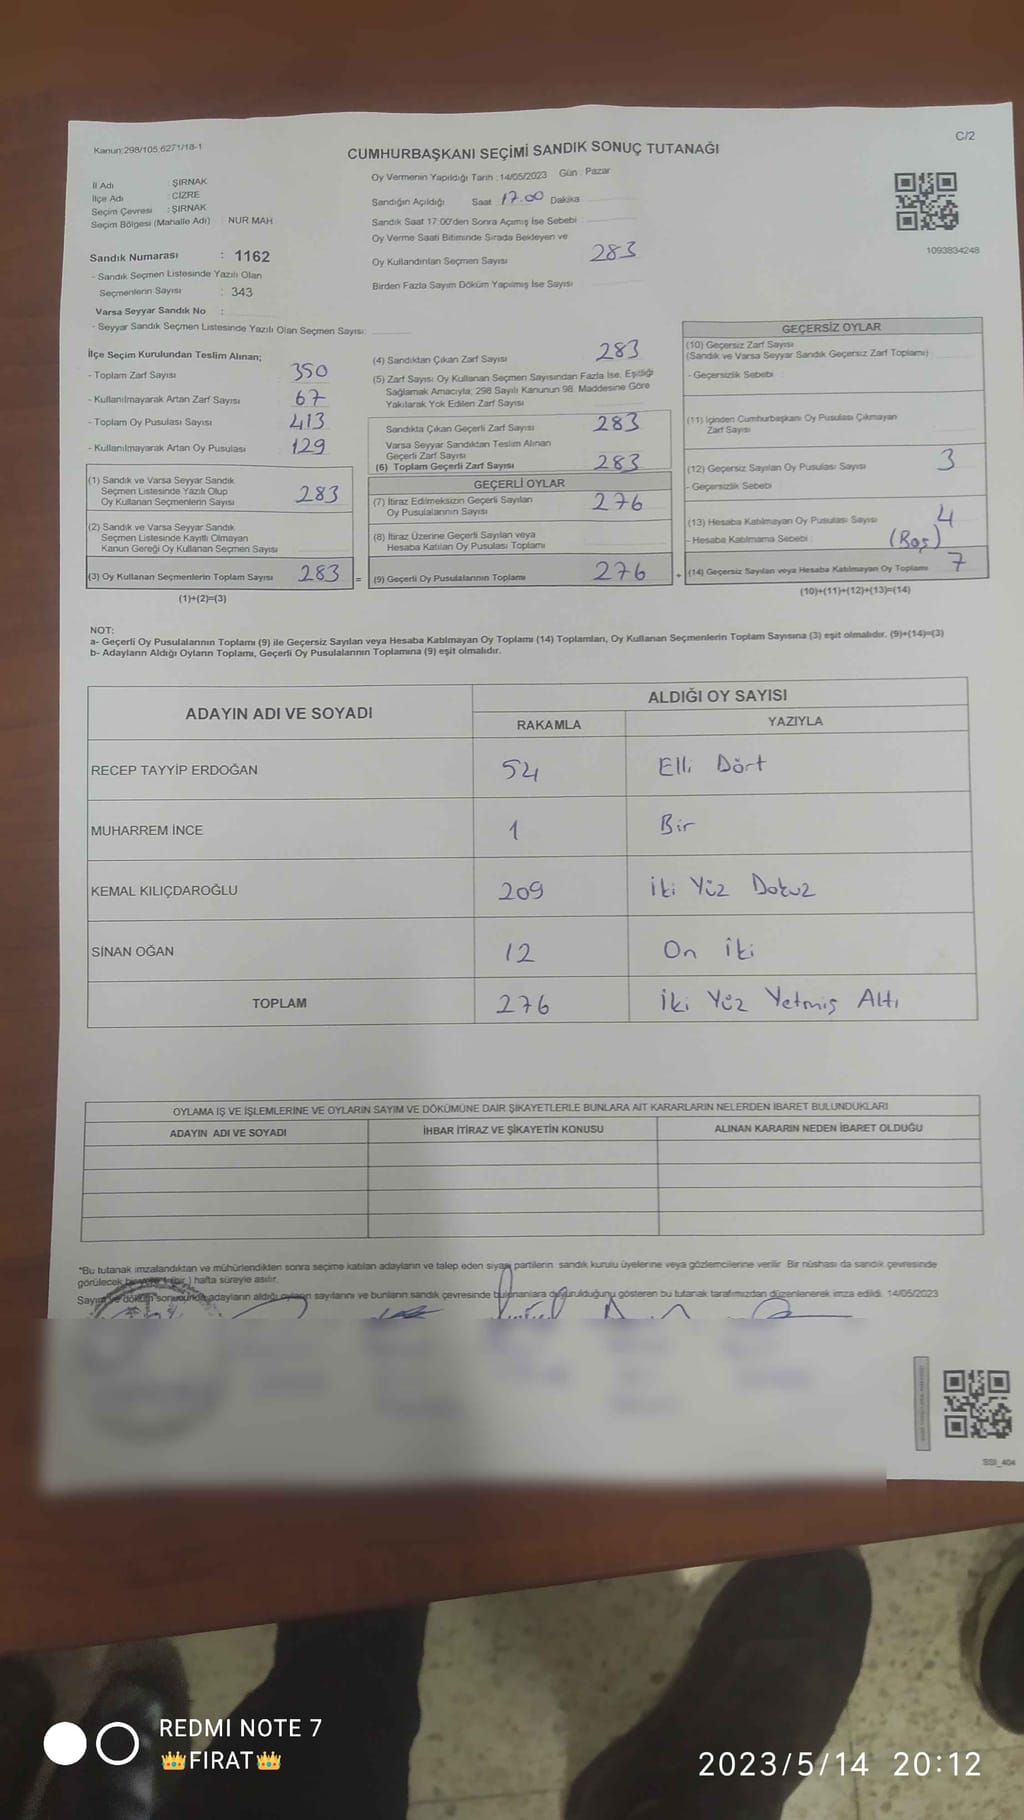 C/2
Kanun:298/105,6271/18-1
CUMHURBAŞKANI SEÇİMİ SANDIK SONUÇ TUTANAĞI
İl Adı : ŞIRNAK
İlçe Adı : CİZRE
Seçim Çevresi : ŞIRNAK
Seçim Bölgesi (Mahalle Adı) : NUR MAH
Oy Vermenin Yapıldığı Tarih : 14/05/2023 Gün : Pazar
Sandığın Açıldığı Saat 17.00 Dakika
Sandık Saat 17:00'den Sonra Açılmış İse Sebebi
Oy Verme Saati Bitiminde Sırada Bekleyen ve
Oy Kullandırılan Seçmen Sayısı 283
Birden Fazla Sayım Döküm Yapılmış İse Sayısı
1093834248
Sandık Numarası : 1162
- Sandık Seçmen Listesinde Yazılı Olan
Seçmenlerin Sayısı : 343
Varsa Seyyar Sandık No :
- Seyyar Sandık Seçmen Listesinde Yazılı Olan Seçmen Sayısı:
İlçe Seçim Kurulundan Teslim Alınan;
- Toplam Zarf Sayısı 350
- Kullanılmayarak Artan Zarf Sayısı 67
- Toplam Oy Pusulası Sayısı 413
- Kullanılmayarak Artan Oy Pusulası 129
(1) Sandık ve Varsa Seyyar Sandık
Seçmen Listesinde Yazılı Olup
Oy Kullanan Seçmenlerin Sayısı 283
(2) Sandık ve Varsa Seyyar Sandık
Seçmen Listesinde Kayıtlı Olmayan
Kanun Gereği Oy Kullanan Seçmen Sayısı
(3) Oy Kullanan Seçmenlerin Toplam Sayısı 283 =
(1)+(2)=(3)
(4) Sandıktan Çıkan Zarf Sayısı 283
(5) Zarf Sayısı Oy Kullanan Seçmen Sayısından Fazla İse, Eşitliği
Sağlamak Amacıyla; 298 Sayılı Kanunun 98. Maddesine Göre
Yakılarak Yok Edilen Zarf Sayısı
Sandıkta Çıkan Geçerli Zarf Sayısı 283
Varsa Seyyar Sandıktan Teslim Alınan
Geçerli Zarf Sayısı
(6) Toplam Geçerli Zarf Sayısı 283
GEÇERLİ OYLAR
(7) İtiraz Edilmeksizin Geçerli Sayılan
Oy Pusulalarının Sayısı 276
(8) İtiraz Üzerine Geçerli Sayılan veya
Hesaba Katılan Oy Pusulası Toplamı
(9) Geçerli Oy Pusulalarının Toplamı 276 +
GEÇERSİZ OYLAR
(10) Geçersiz Zarf Sayısı
(Sandık ve Varsa Seyyar Sandık Geçersiz Zarf Toplamı)
- Geçersizlik Sebebi
(11) İçinden Cumhurbaşkanı Oy Pusulası Çıkmayan
Zarf Sayısı
(12) Geçersiz Sayılan Oy Pusulası Sayısı 3
- Geçersizlik Sebebi
(13) Hesaba Katılmayan Oy Pusulası Sayısı 4
- Hesaba Katılmama Sebebi : (Boş)
(14) Geçersiz Sayılan veya Hesaba Katılmayan Oy Toplamı 7
(10)+(11)+(12)+(13)=(14)
NOT:
a- Geçerli Oy Pusulalarının Toplamı (9) ile Geçersiz Sayılan veya Hesaba Katılmayan Oy Toplamı (14) Toplamları, Oy Kullanan Seçmenlerin Toplam Sayısına (3) eşit olmalıdır. (9)+(14)=(3)
b- Adayların Aldığı Oyların Toplamı, Geçerli Oy Pusulalarının Toplamına (9) eşit olmalıdır.
ADAYIN ADI VE SOYADI ALDIĞI OY SAYISI
RAKAMLA YAZIYLA
RECEP TAYYİP ERDOĞAN 54 Elli Dört
MUHARREM İNCE 1 Bir
KEMAL KILIÇDAROĞLU 209 İki Yüz Dokuz
SİNAN OĞAN 12 On iki
TOPLAM 276 İki Yüz Yetmiş Altı
OYLAMA İŞ VE İŞLEMLERİNE VE OYLARIN SAYIM VE DÖKÜMÜNE DAİR ŞİKAYETLERLE BUNLARA AİT KARARLARIN NELERDEN İBARET BULUNDUKLARI
ADAYIN ADI VE SOYADI İHBAR İTİRAZ VE ŞİKAYETİN KONUSU ALINAN KARARIN NEDEN İBARET OLDUĞU
*Bu tutanak imzalandıktan ve mühürlendikten sonra seçime katılan adayların ve talep eden siyasi partilerin sandık kurulu üyelerine veya gözlemcilerine verilir. Bir nüshası da sandık çevresinde
görülecek bir yere (bir) hafta süreyle asılır.
Sayım ve döküm sonucunda adayların aldığı oyların sayılarını ve bunların sandık çevresinde bulunanlara duyurulduğunu gösteren bu tutanak tarafımızdan düzenlenerek imza edildi. 14/05/2023
SSI_404
REDMI NOTE 7
👑FIRAT👑
2023/5/14 20:12